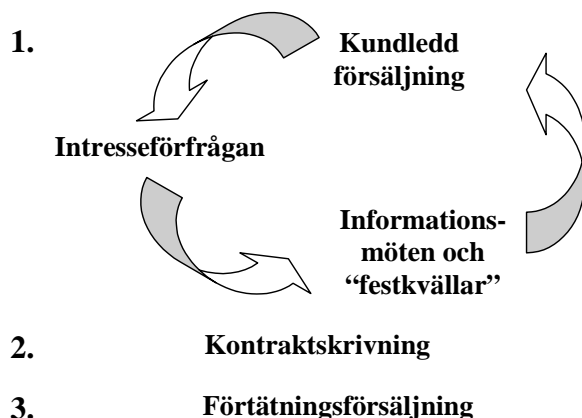 1.
Kundledd
försäljning
Intresseförfrågan
Informations-
möten och
“festkvällar”
2. Kontraktskrivning
3. Förtätningsförsäljning